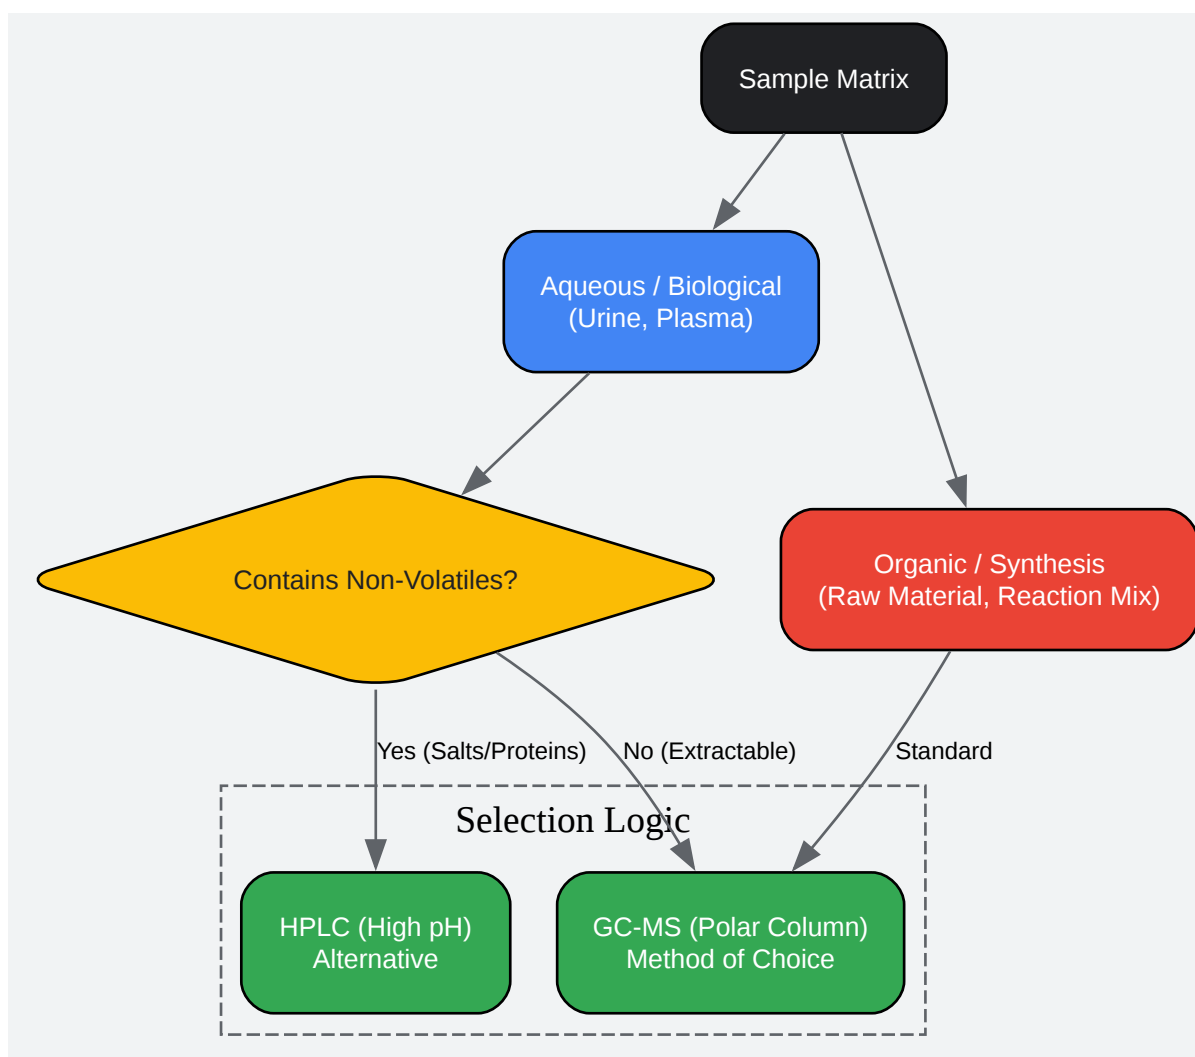 Sample Matrix
Aqueous / Biological
(Urine, Plasma)
Contains Non-Volatiles?
Organic / Synthesis
(Raw Material, Reaction Mix)
Yes (Salts/Proteins)
No (Extractable)
Standard
Selection Logic
HPLC (High pH)
Alternative
GC-MS (Polar Column)
Method of Choice